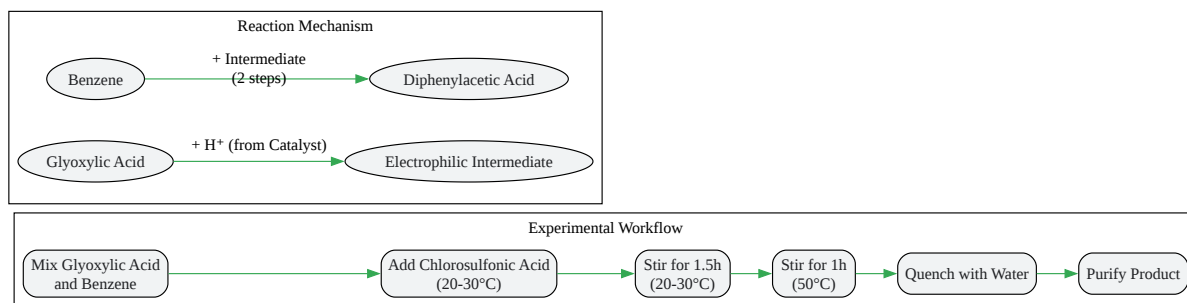 Reaction Mechanism
+ Intermediate
(2 steps)
Benzene
Diphenylacetic Acid
+ H⁺ (from Catalyst)
Glyoxylic Acid
Electrophilic Intermediate
Experimental Workflow
Mix Glyoxylic Acid
and Benzene
Add Chlorosulfonic Acid
(20-30°C)
Stir for 1.5h
(20-30°C)
Stir for 1h
(50°C)
Quench with Water
Purify Product